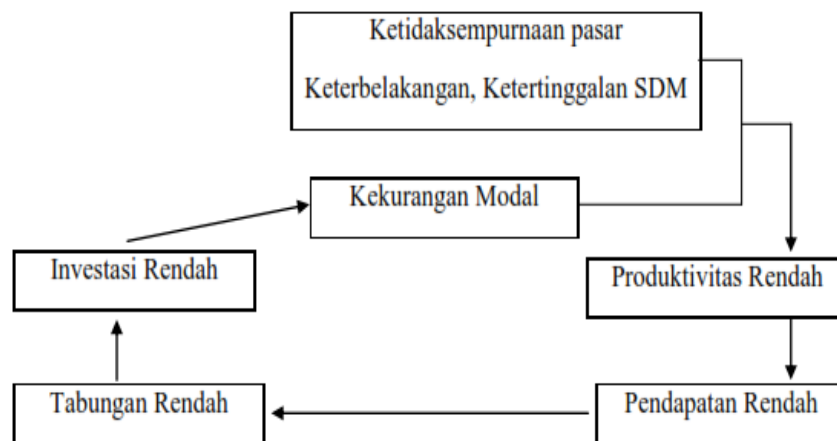 Ketidaksempurnaan pasar
Keterbelakangan, Ketertinggalan SDM
Kekurangan Modal
Investasi Rendah
Produktivitas Rendah
Tabungan Rendah
Pendapatan Rendah